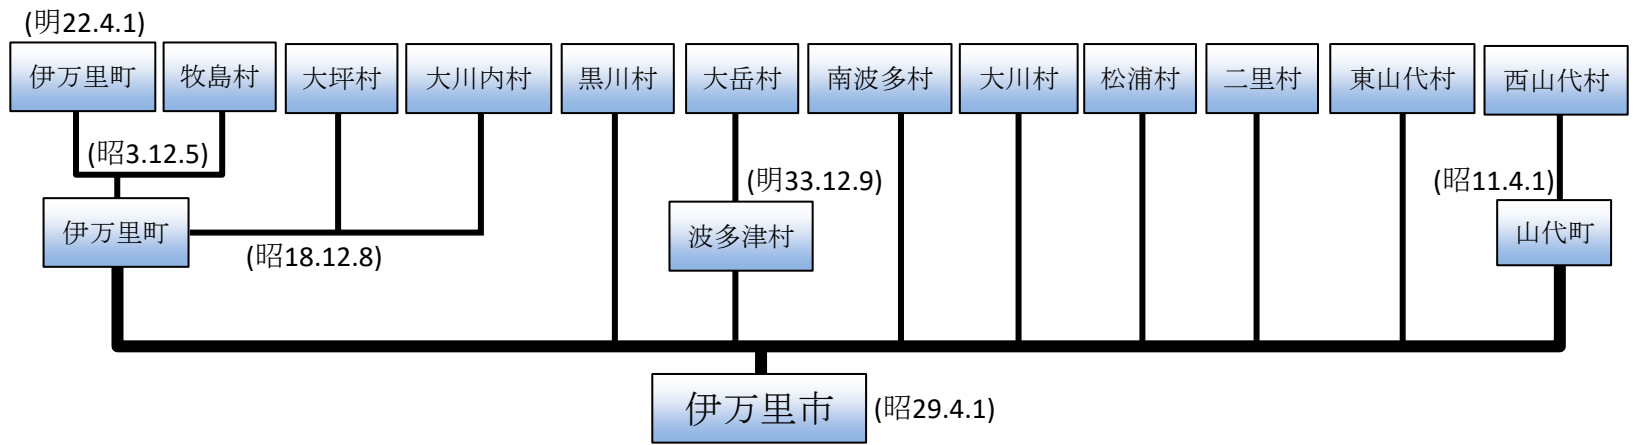 (明22.4.1)
伊万里町 牧島村 大坪村 大川内村 黒川村 大岳村 南波多村 大川村 松浦村 二里村 東山代村 西山代村
(昭3.12.5)
(明33.12.9)
(昭11.4.1)
伊万里町 波多津村 山代町
(昭18.12.8)
伊万里市 (昭29.4.1)